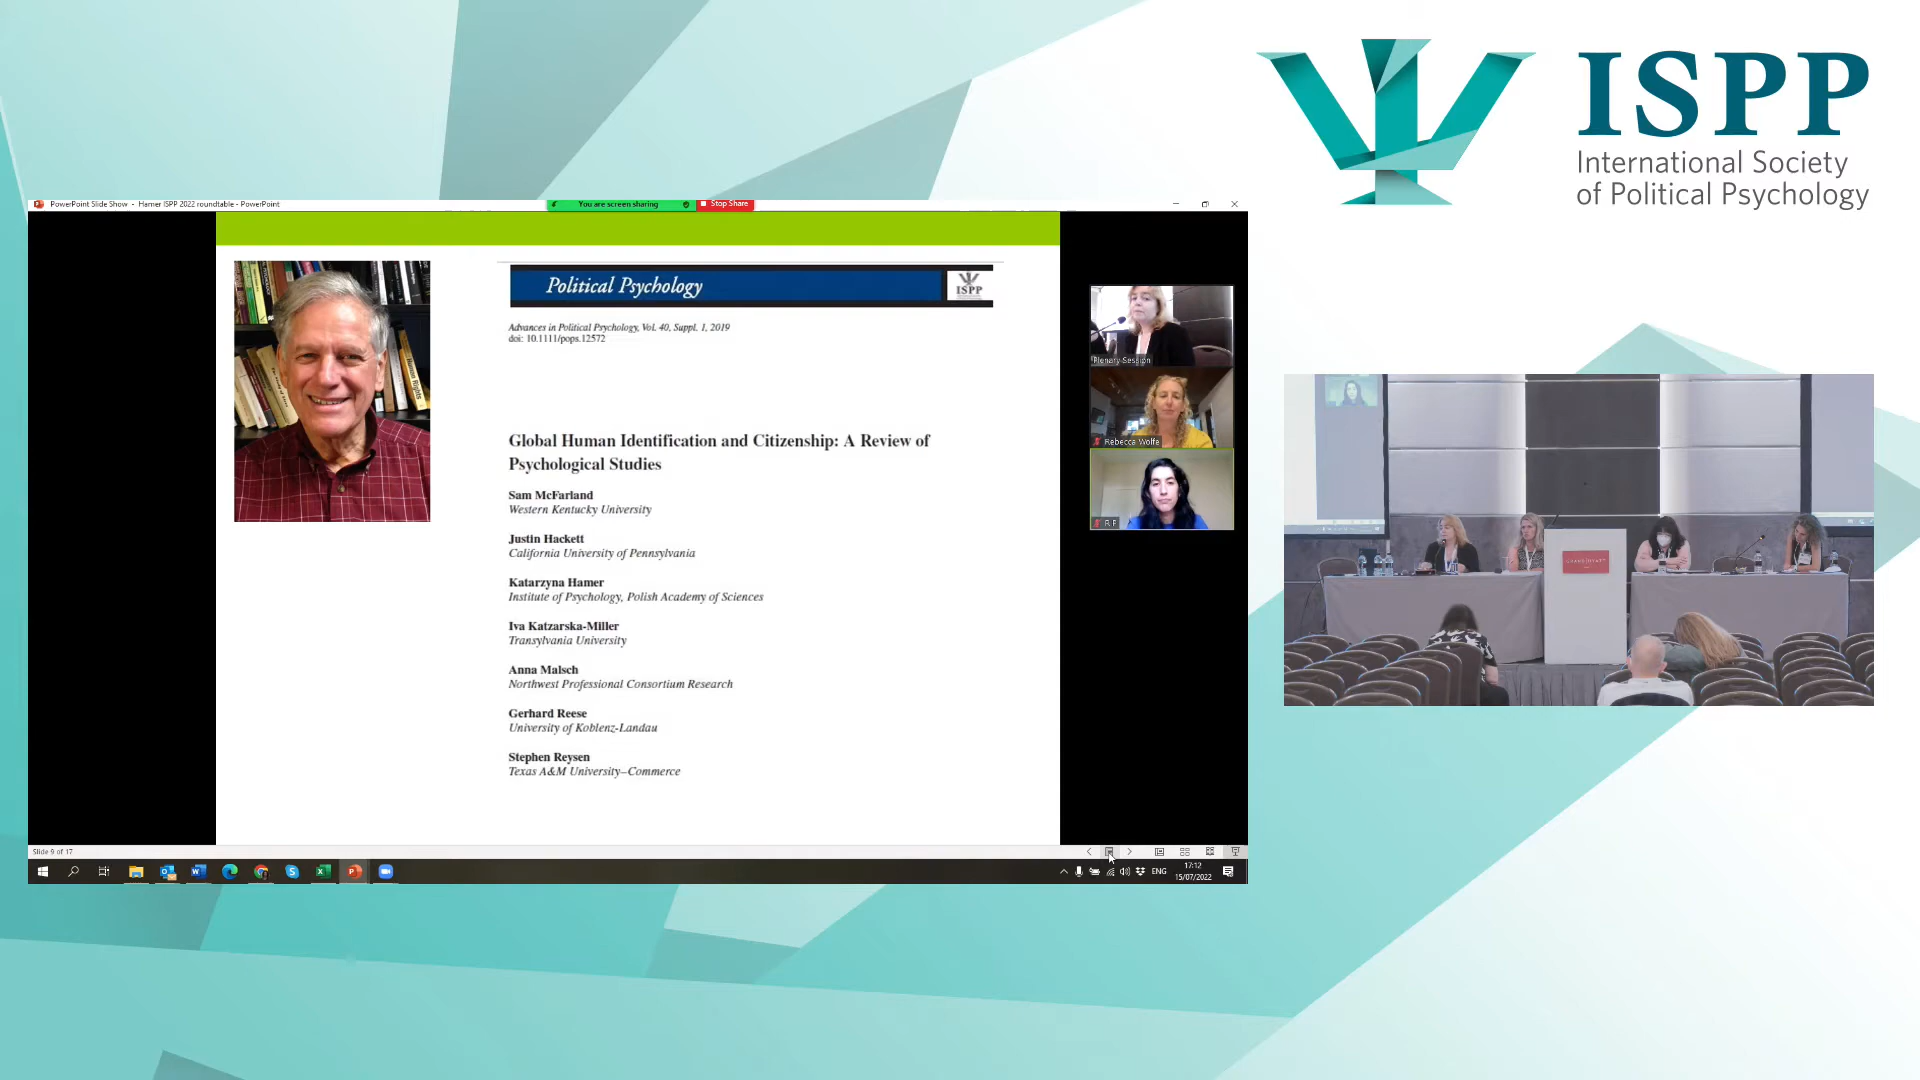 ISPP
International Society
of Political Psychology
PowerPoint Slide Show - Hamer ISPP 2022 roundtable - PowerPoint
You are screen sharing
Stop Share
Political Psychology
ISPP
Advances in Political Psychology, Vol. 40, Suppl. 1, 2019
doi: 10.1111/pops.12572
Global Human Identification and Citizenship: A Review of
Psychological Studies
Sam McFarland
Western Kentucky University
Justin Hackett
California University of Pennsylvania
Katarzyna Hamer
Institute of Psychology, Polish Academy of Sciences
Iva Katzarska-Miller
Transylvania University
Anna Malsch
Northwest Professional Consortium Research
Gerhard Reese
University of Koblenz-Landau
Stephen Reysen
Texas A&M University–Commerce
Human Rights
Plenary Session
Rebecca Wolfe
R F
GRAND HYATT
Slide 9 of 17
ENG
17:12
15/07/2022